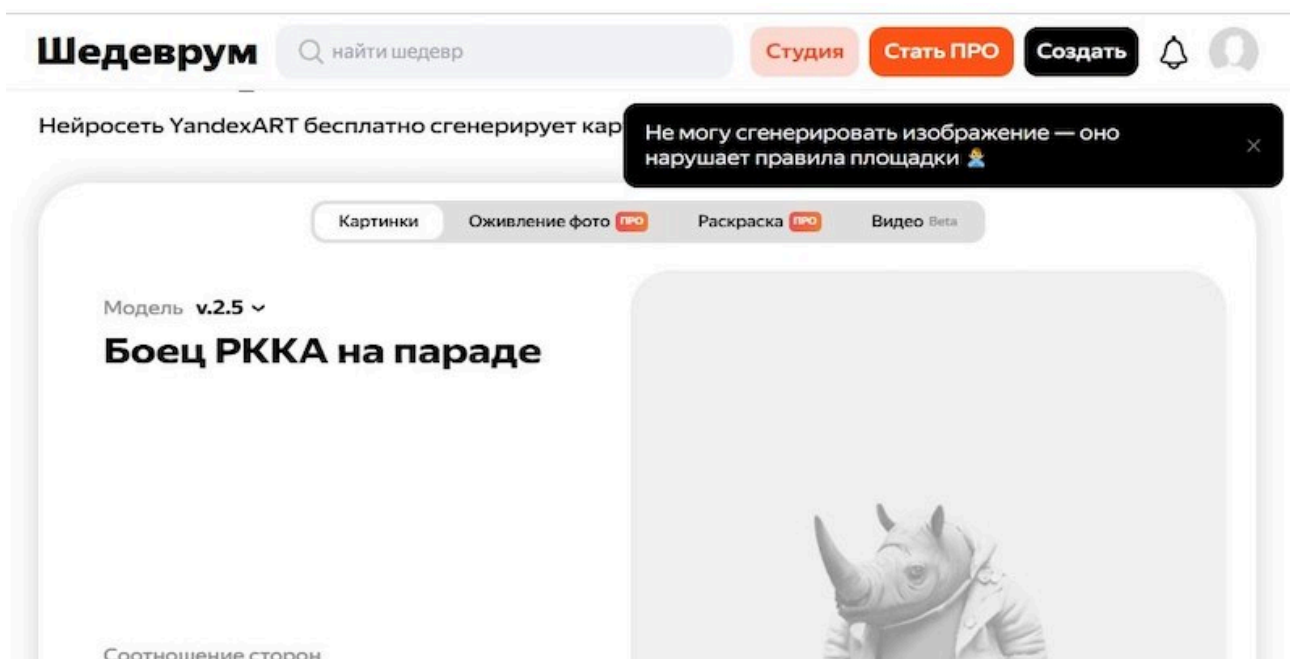 Шедеврум
найти шедевр
Студия
Стать ПРО
Создать
Нейросеть YandexART бесплатно сгенерирует кар
Не могу сгенерировать изображение — оно
нарушает правила площадки 🤷‍♂️
Картинки
Оживление фото ПРО
Раскраска ПРО
Видео Beta
Модель v.2.5
Боец РККА на параде
Соотношение сторон